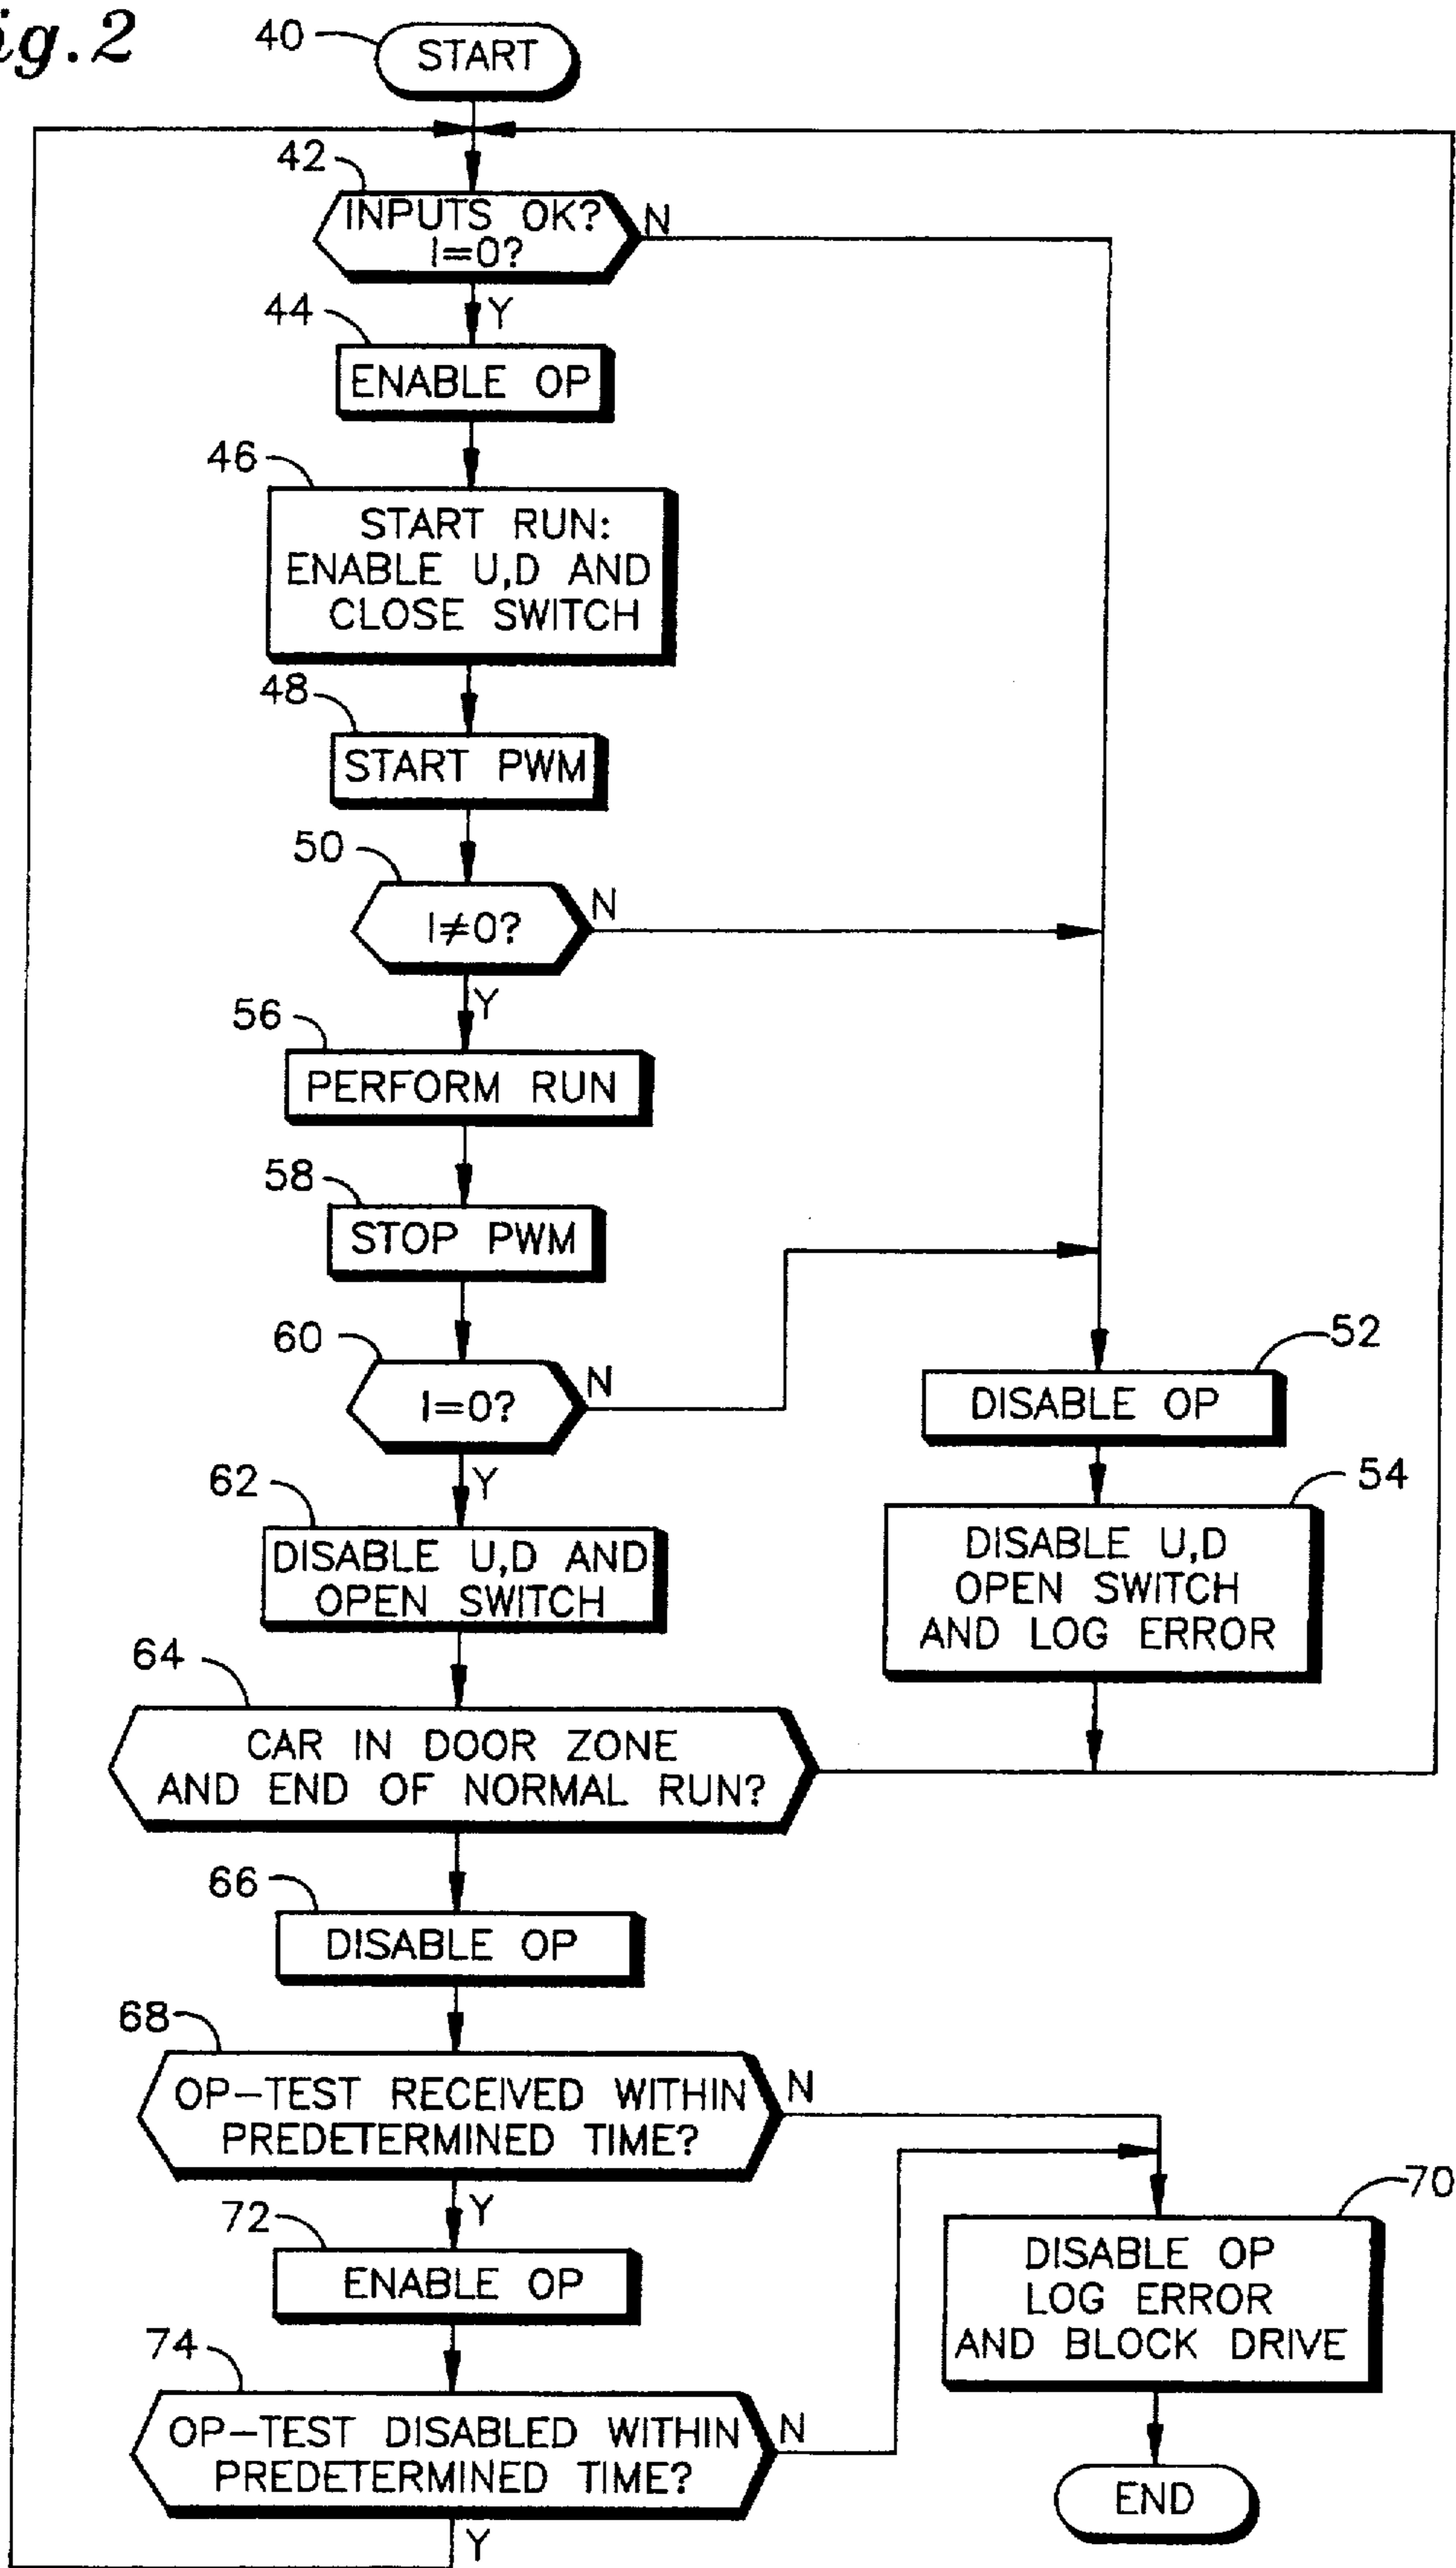 ig.2
40
START
42
INPUTS OK?
I=0?
N
Y
44
ENABLE OP
46
START RUN:
ENABLE U,D AND
CLOSE SWITCH
48
START PWM
50
I≠0?
N
Y
56
PERFORM RUN
58
STOP PWM
60
I=0?
N
Y
52
DISABLE OP
54
DISABLE U,D
OPEN SWITCH
AND LOG ERROR
62
DISABLE U,D AND
OPEN SWITCH
64
CAR IN DOOR ZONE
AND END OF NORMAL RUN?
66
DISABLE OP
68
OP-TEST RECEIVED WITHIN
PREDETERMINED TIME?
N
Y
70
DISABLE OP
LOG ERROR
AND BLOCK DRIVE
72
ENABLE OP
74
OP-TEST DISABLED WITHIN
PREDETERMINED TIME?
N
Y
END